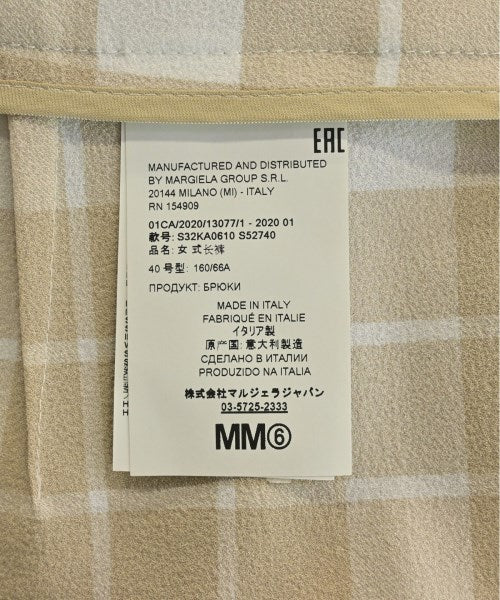 EAC
MANUFACTURED AND DISTRIBUTED
BY MARGIELA GROUP S.R.L.
20144 MILANO (MI) - ITALY
RN 154909
01CA/2020/13077/1 - 2020 01
款号: S32KA0610 S52740
品名: 女 式长裤
40 号型: 160/66A
ПРОДУКТ: БРЮКИ
MADE IN ITALY
FABRIQUÉ EN ITALIE
イタリア製
原产国: 意大利製造
СДЕЛАНО В ИТАЛИИ
PRODUZIDO NA ITALIA
株式会社マルジェラジャパン
03-5725-2333
MM⑥